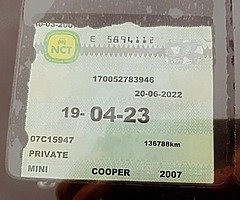 NCT
E 5894112
170052783946
20-06-2022
19-04-23
07C15947
136788km
PRIVATE
MINI COOPER 2007